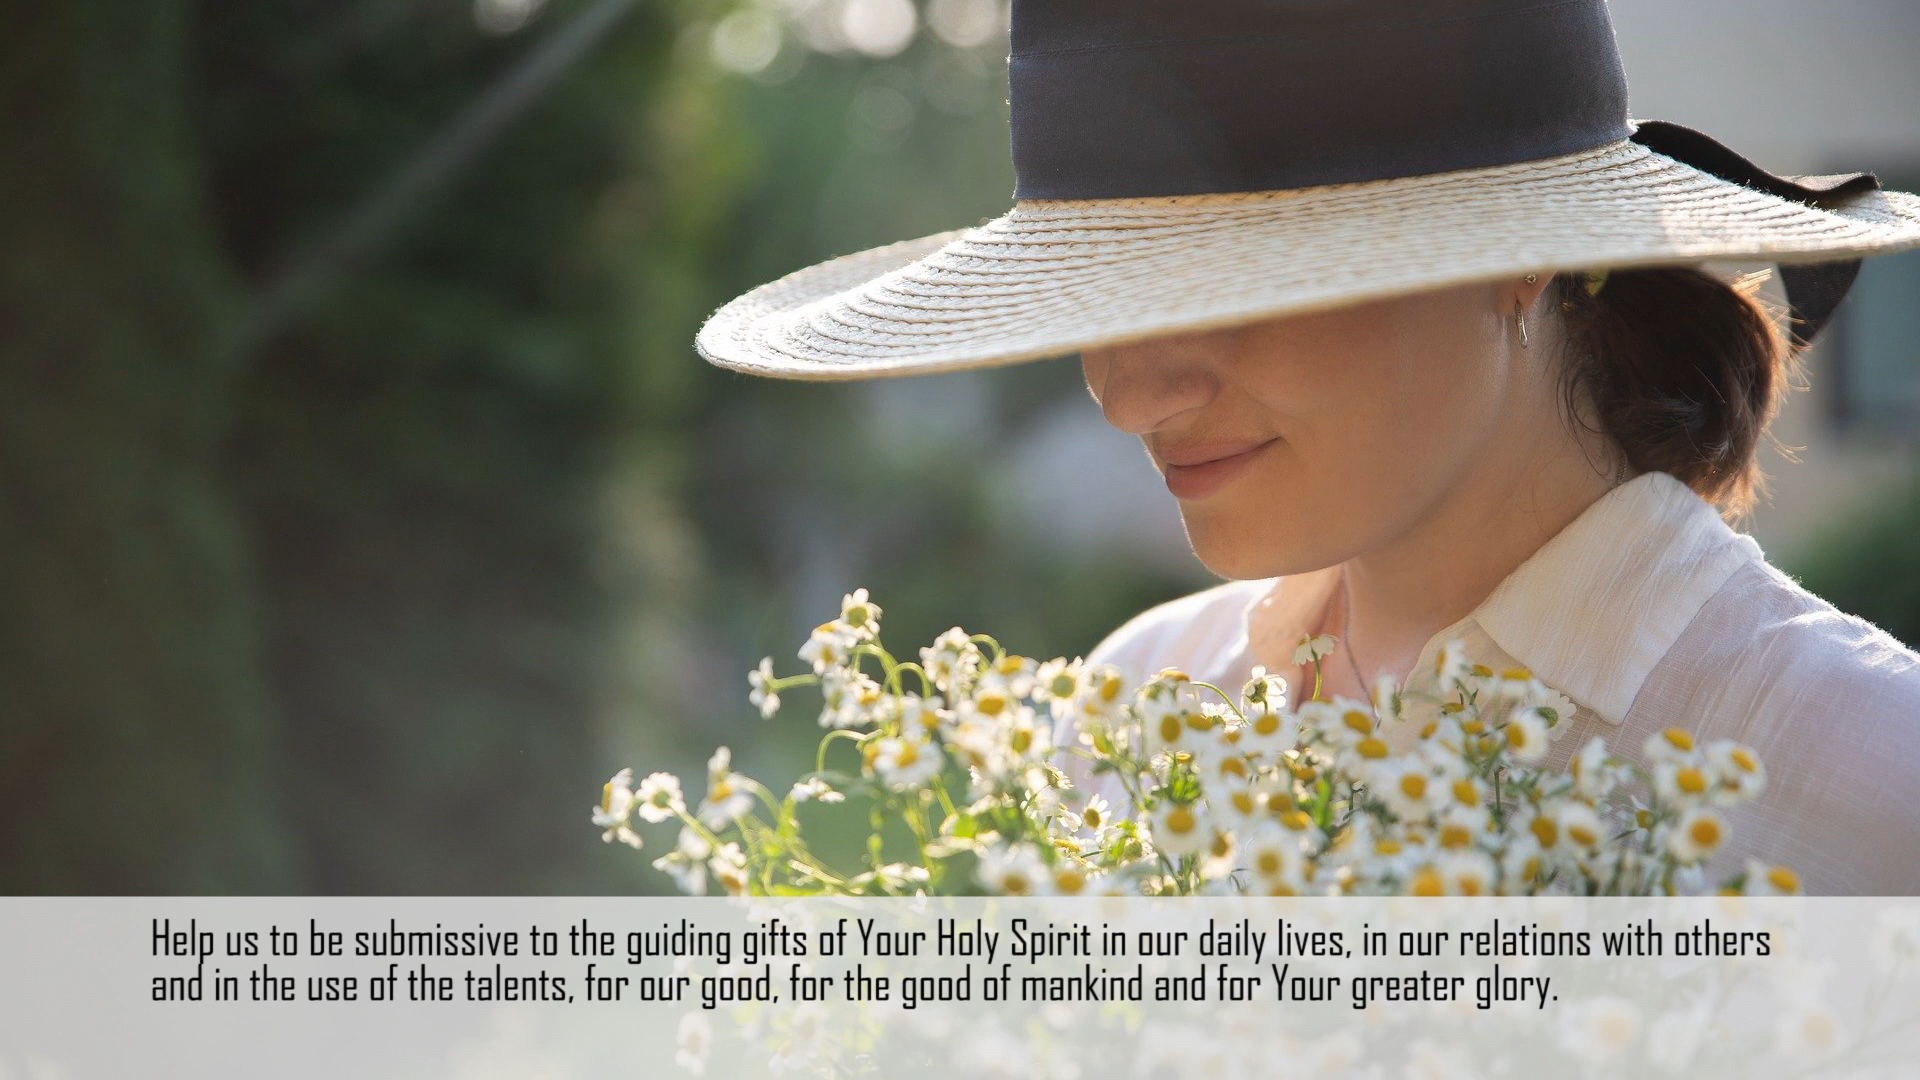 Help us to be submissive to the guiding gifts of Your Holy Spirit in our daily lives, in our relations with others
and in the use of the talents, for our good, for the good of mankind and for Your greater glory.